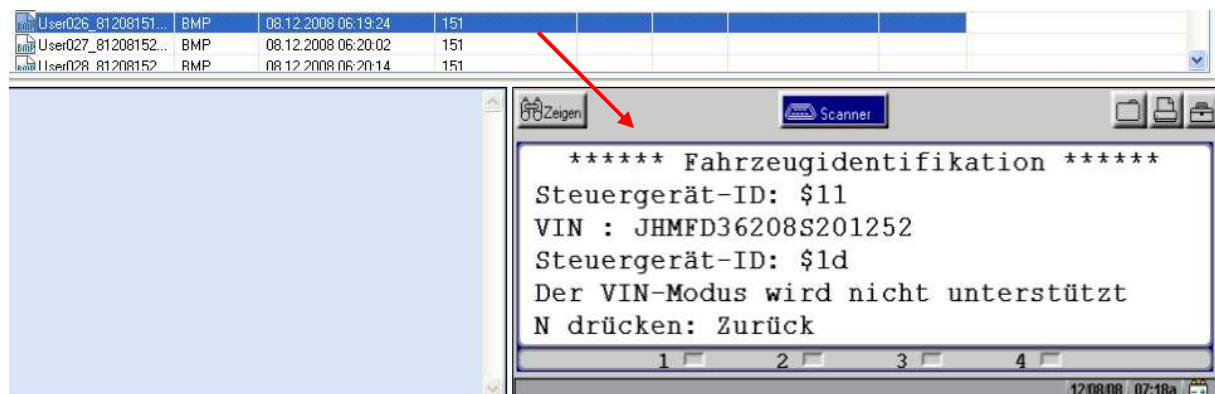 User026_81208151... BMP 08.12.2008 06:19:24 151
User027_81208152... BMP 08.12.2008 06:20:02 151
User028_81208152... BMP 08.12.2008 06:20:14 151
Zeigen Scanner
****** Fahrzeugidentifikation ******
Steuergerät-ID: $11
VIN : JHMFD36208S201252
Steuergerät-ID: $1d
Der VIN-Modus wird nicht unterstützt
N drücken: Zurück
1 2 3 4
12/08/08 07:18a